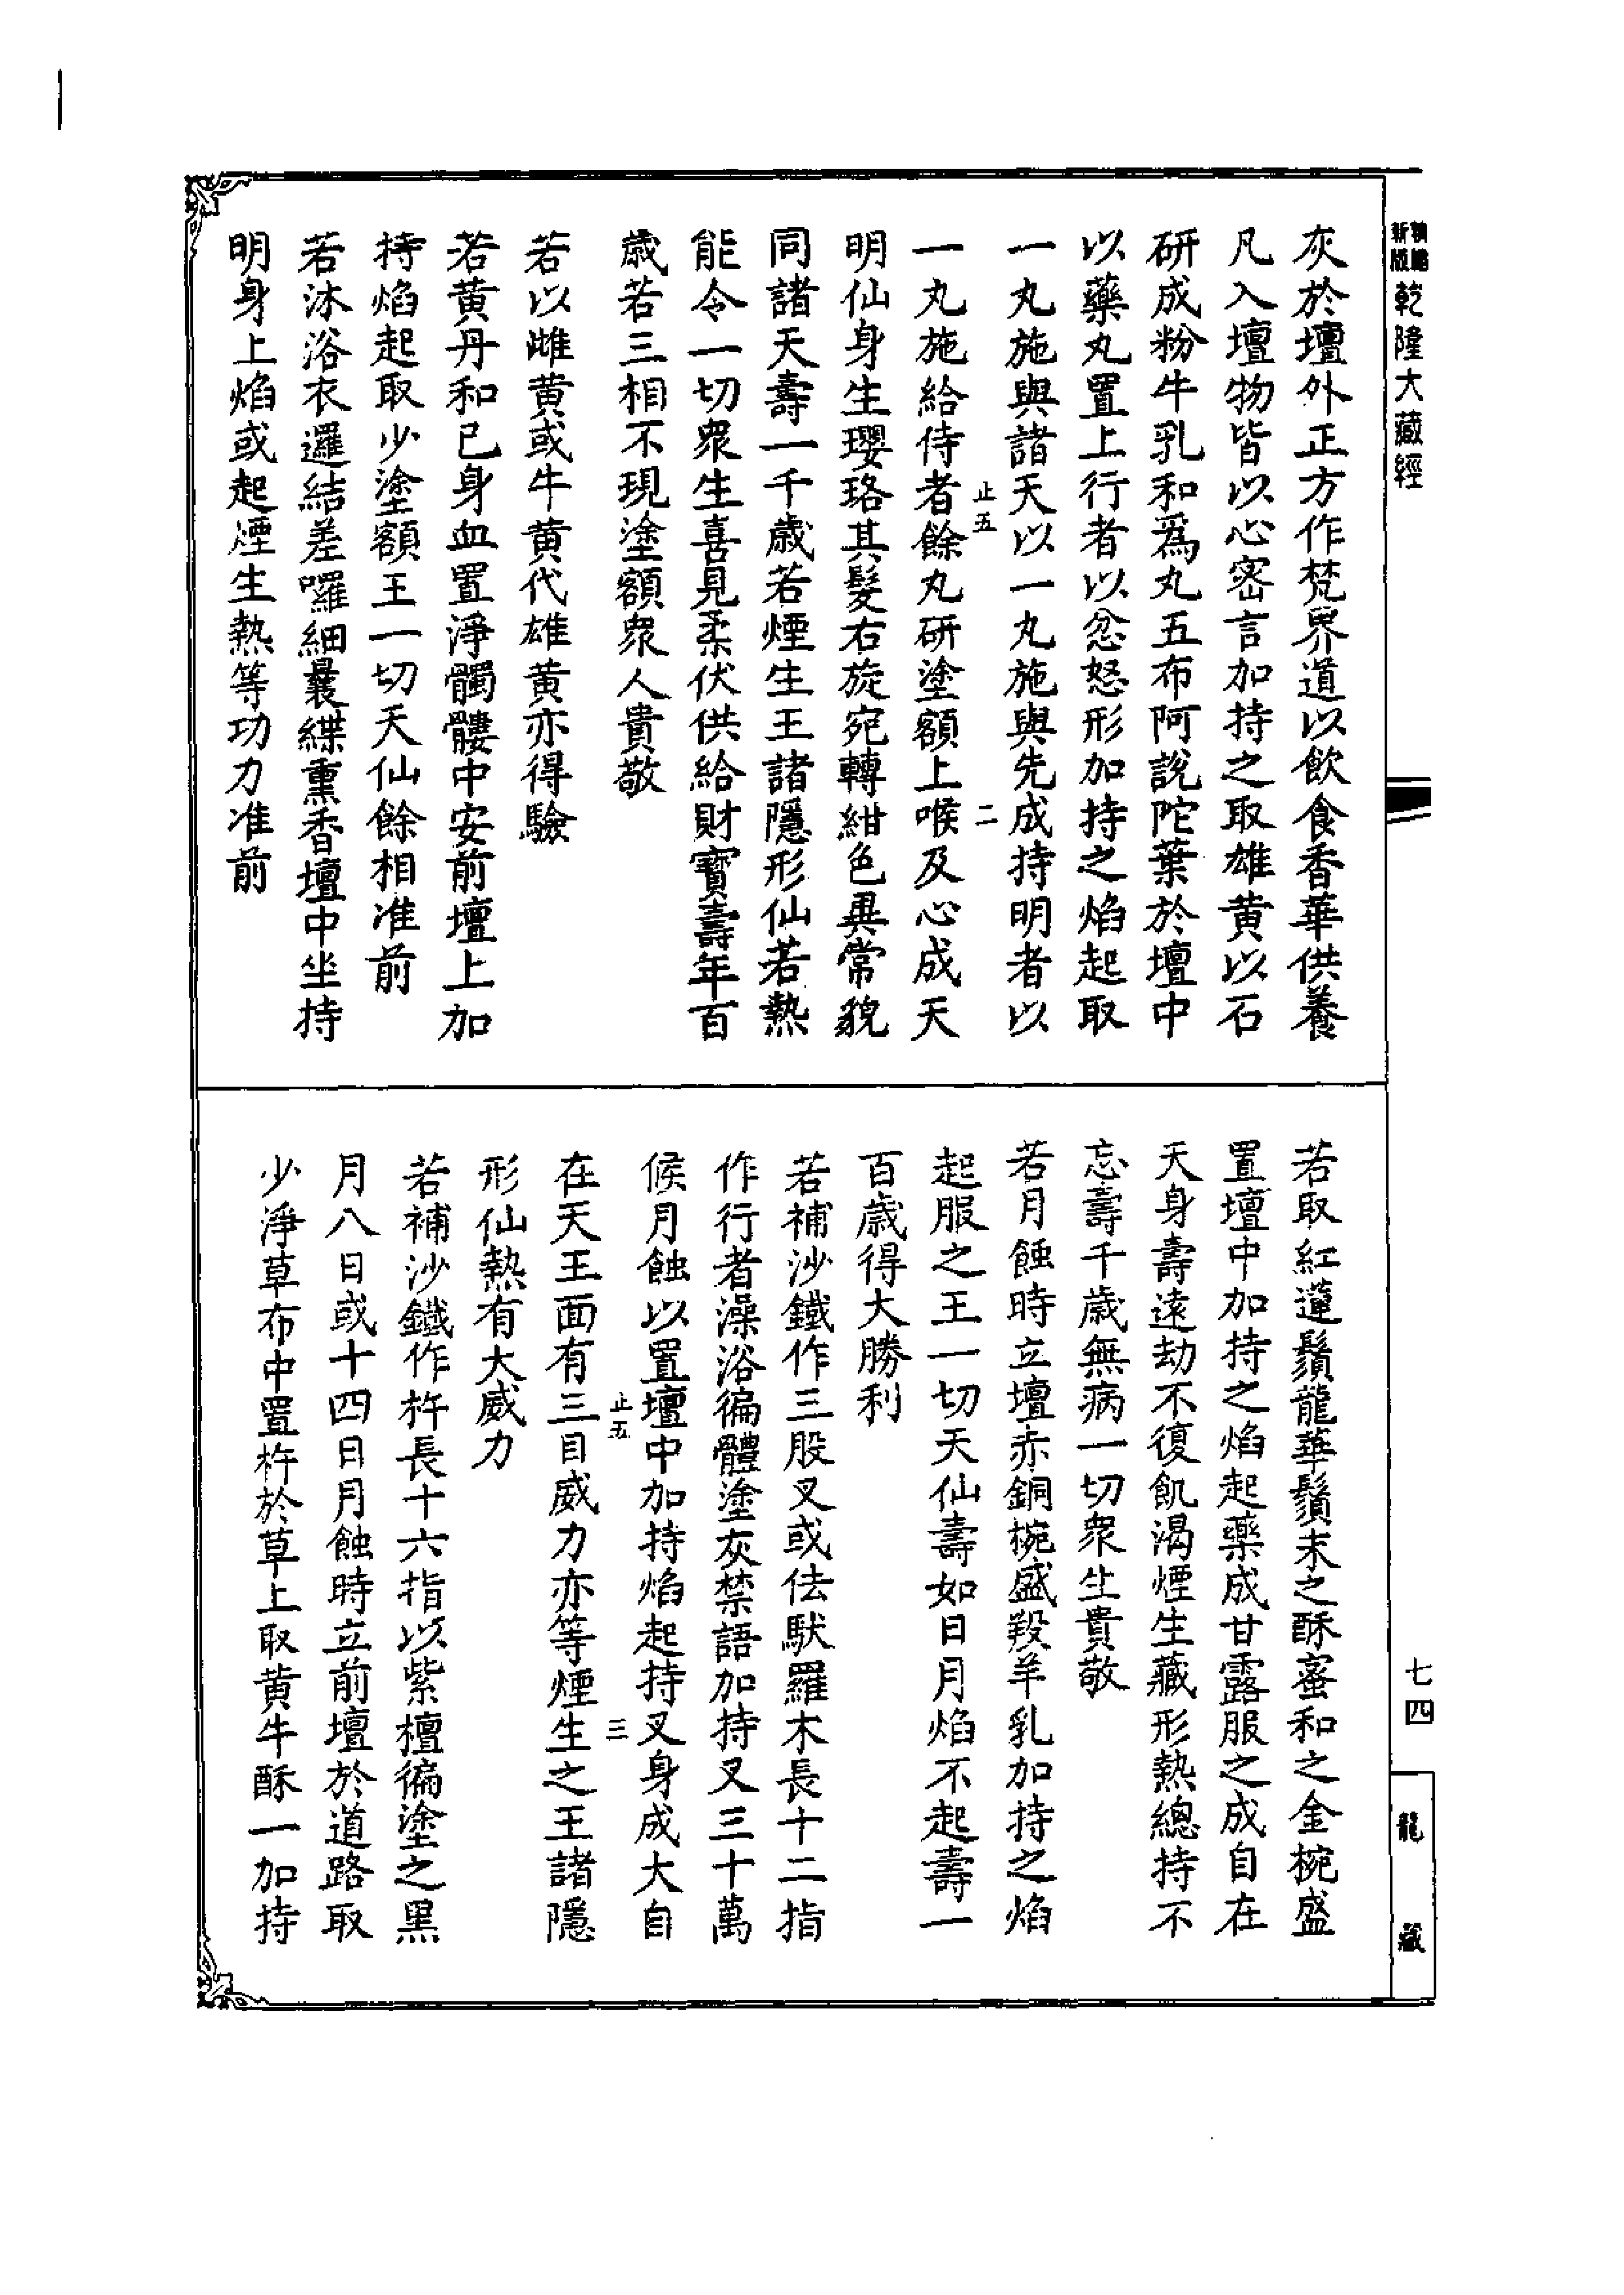 乾隆大藏經
灰於壇外正方作梵界道以飲食香華供養
凡入壇物皆以心密言加持之取雄黃以石
研成粉牛乳和爲丸五布阿說陀葉於壇中
以藥丸置上行者以忿怒形加持之焰起取
一丸施與諸天以一丸施與先成持明者以
止五 二
一丸施給侍者餘丸研塗額上喉及心成天
明仙身生瓔珞其髮右旋宛轉紺色異常貌
同諸天壽一千歲若煙生王諸隱形仙若熱
能令一切衆生喜見柔伏供給財寶壽年百
歲若三相不現塗額衆人貴敬
若以雌黃或牛黃代雄黃亦得驗
若黃丹和已身血置淨髑髏中安前壇上加
持焰起取少塗額王一切天仙餘相准前
若沐浴衣邏結差囉細㲲緤熏香壇中坐持
明身上焰或起煙生熱等功力准前
若取紅蓮鬚龍華鬚末之酥蜜和之金椀盛
置壇中加持之焰起藥成甘露服之成自在
天身壽遠劫不復飢渴煙生藏形熱總持不
忘壽千歲無病一切衆生貴敬
若月蝕時立壇赤銅椀盛羖羊乳加持之焰
起服之王一切天仙壽如日月焰不起壽一
百歲得大勝利
若補沙鐵作三股叉或佉馱羅木長十二指
作行者澡浴徧體塗灰禁語加持叉三十萬
候月蝕以置壇中加持焰起持叉身成大自
止五 三
在天王面有三目威力亦等煙生之王諸隱
形仙熱有大威力
若補沙鐵作杵長十六指以紫檀徧塗之黑
月八日或十四日月蝕時立前壇於道路取
少淨草布中置杵於草上取黃牛酥一加持
七四
龍藏